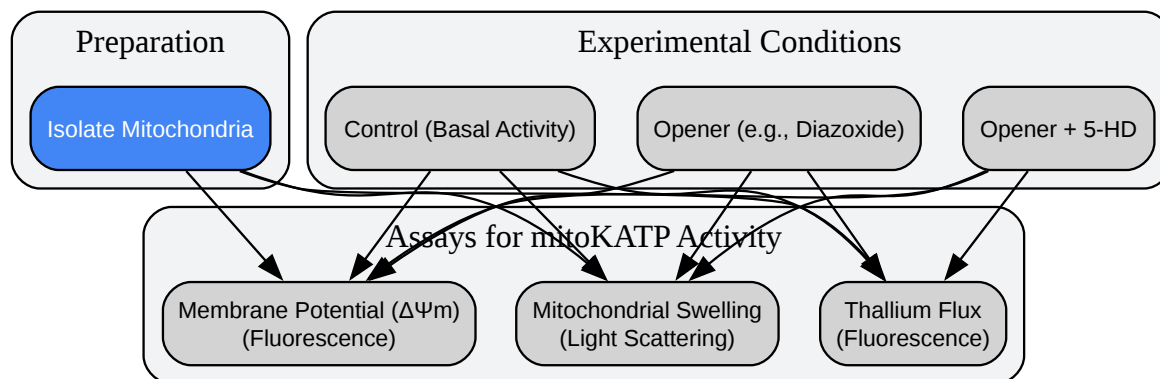 Preparation
Experimental Conditions
Isolate Mitochondria
Control (Basal Activity)
Opener (e.g., Diazoxide)
Opener + 5-HD
Assays for mitoKATP Activity
Membrane Potential (ΔΨm)
(Fluorescence)
Mitochondrial Swelling
(Light Scattering)
Thallium Flux
(Fluorescence)